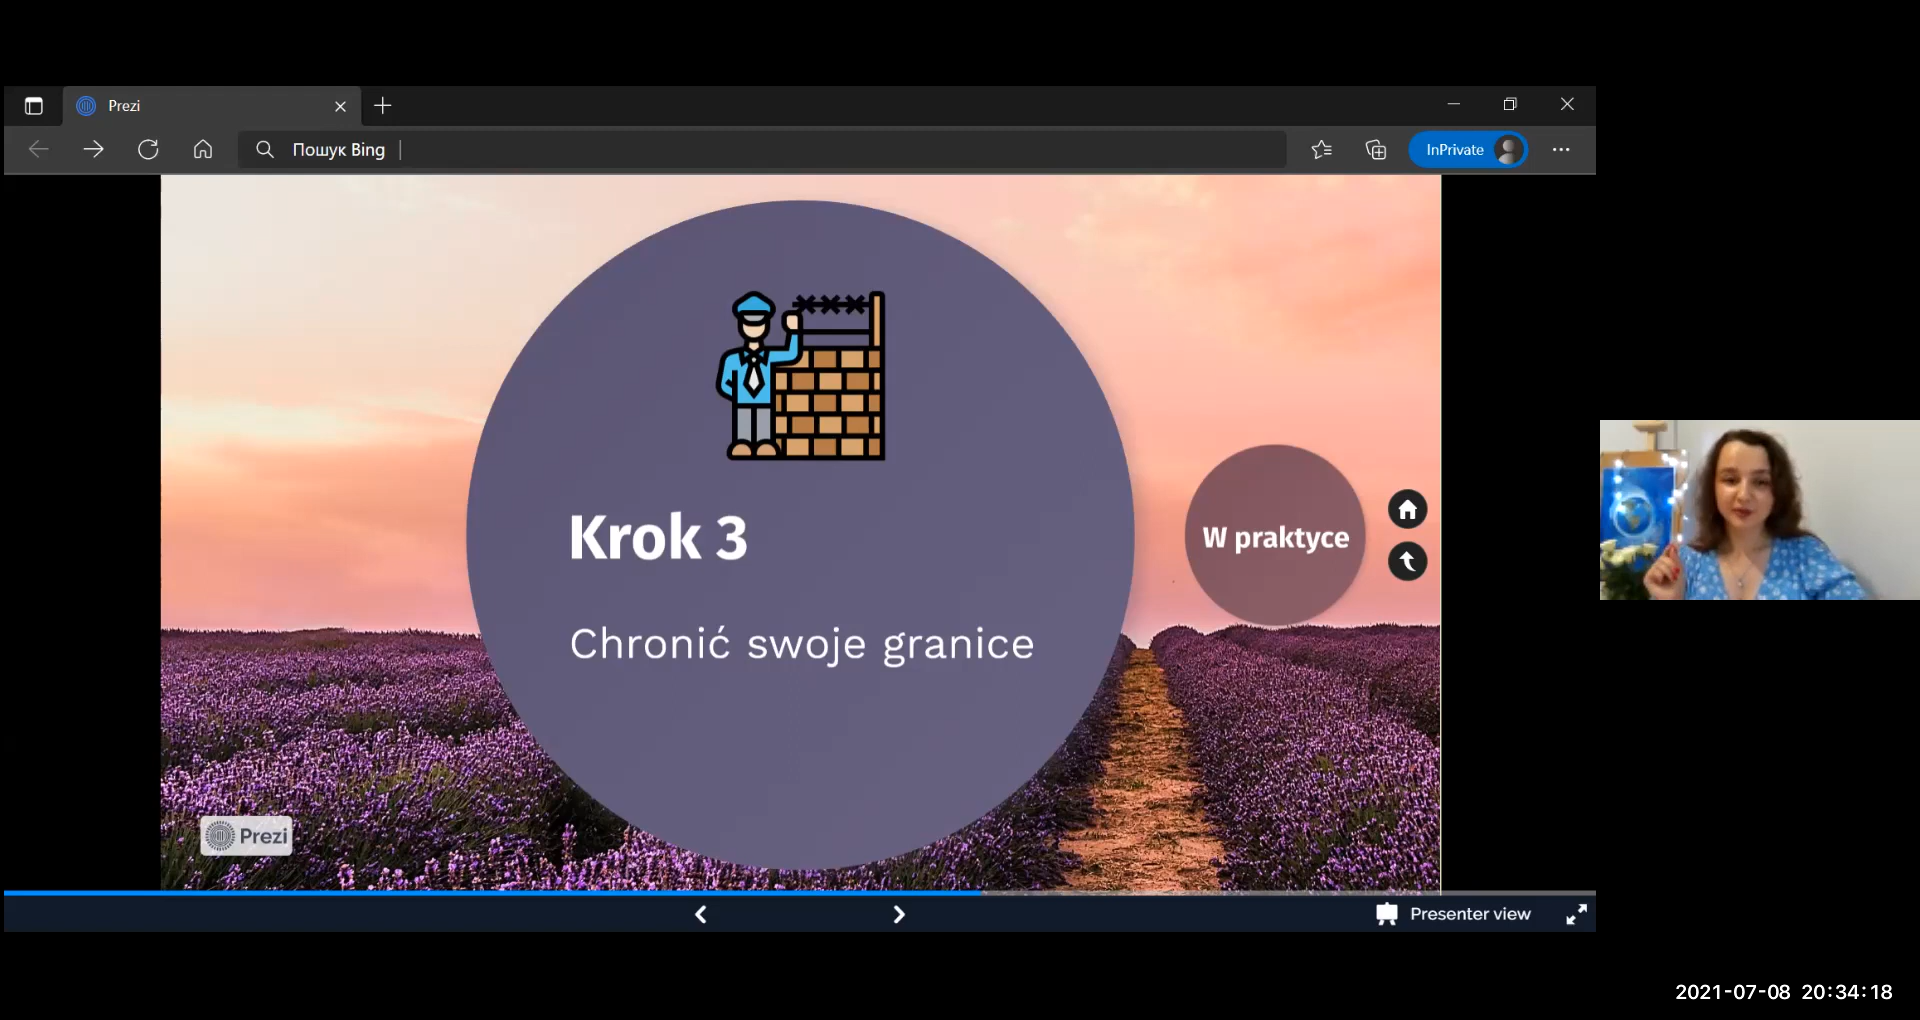 Prezi
Пошук Bing
InPrivate
Krok 3
Chronić swoje granice
W praktyce
Prezi
Presenter view
2021-07-08 20:34:18